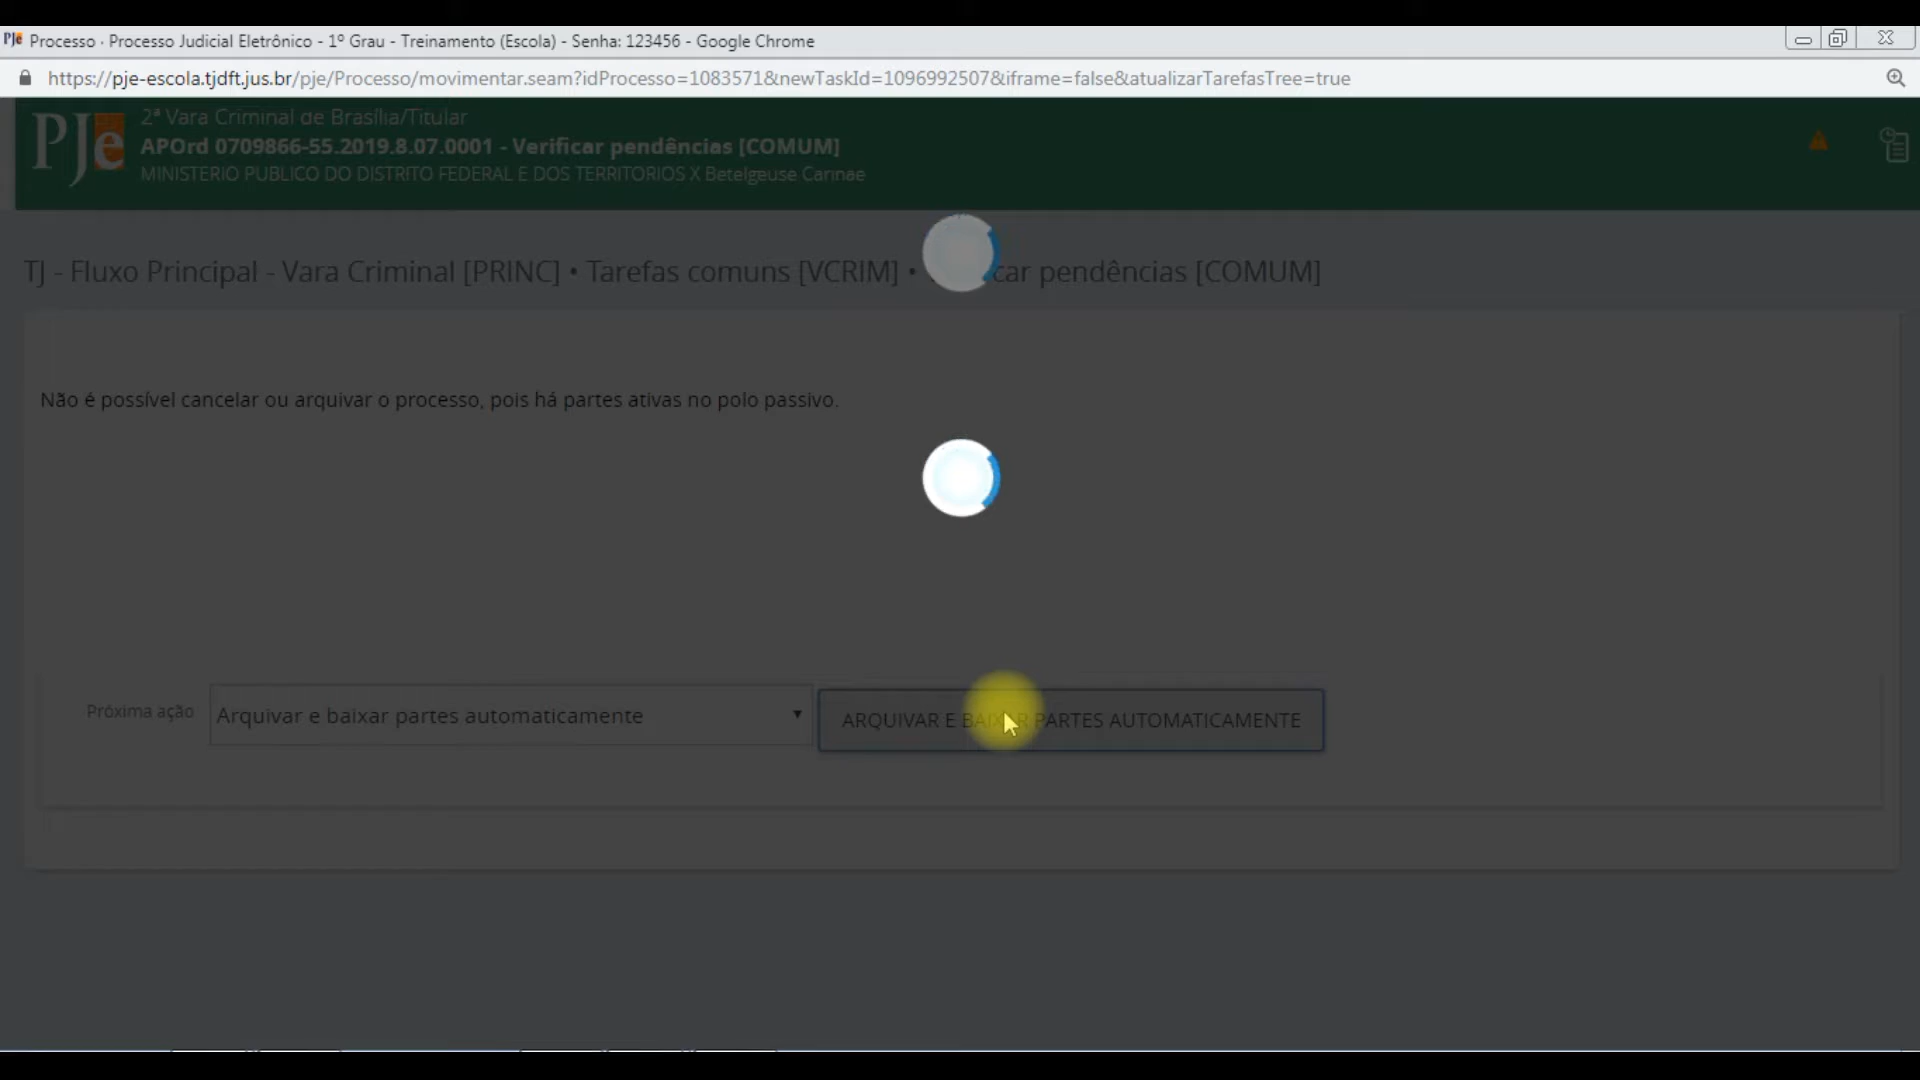 PJe Processo · Processo Judicial Eletrônico - 1º Grau - Treinamento (Escola) - Senha: 123456 - Google Chrome
https://pje-escola.tjdft.jus.br/pje/Processo/movimentar.seam?idProcesso=1083571&newTaskId=1096992507&iframe=false&atualizarTarefasTree=true
PJe
2ª Vara Criminal de Brasília/Titular
APOrd 0709866-55.2019.8.07.0001 - Verificar pendências [COMUM]
MINISTERIO PUBLICO DO DISTRITO FEDERAL E DOS TERRITORIOS X Betelgeuse Carinae
TJ - Fluxo Principal - Vara Criminal [PRINC] • Tarefas comuns [VCRIM] • car pendências [COMUM]
Não é possível cancelar ou arquivar o processo, pois há partes ativas no polo passivo.
Próxima ação
Arquivar e baixar partes automaticamente
ARQUIVAR E BAIXAR PARTES AUTOMATICAMENTE